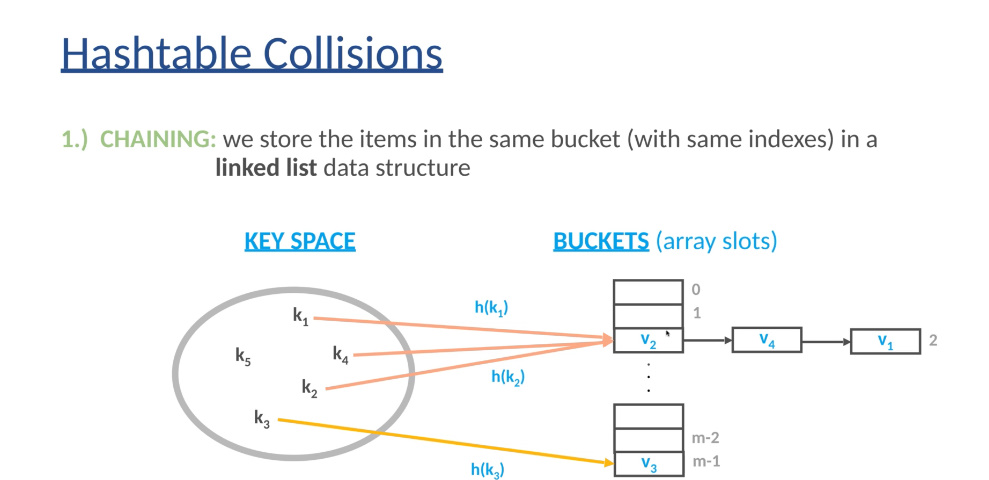 Hashtable Collisions
1.) CHAINING: we store the items in the same bucket (with same indexes) in a
linked list data structure
KEY SPACE
BUCKETS (array slots)
0
h(k1)
1
k1
v2
v4
v1
2
k5
k4
h(k2)
k2
k3
m-2
v3
m-1
h(k3)